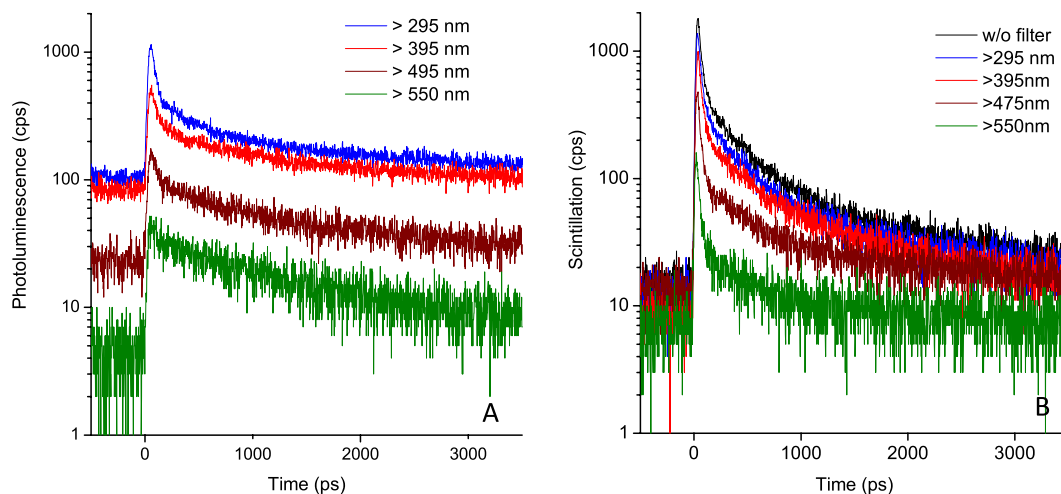 > 295 nm
> 395 nm
> 495 nm
> 550 nm
1000
100
10
1
Photoluminescence (cps)
0
1000
2000
3000
Time (ps)
A
w/o filter
>295 nm
>395nm
>475nm
>550nm
1000
100
10
1
Scintillation (cps)
0
1000
2000
3000
Time (ps)
B